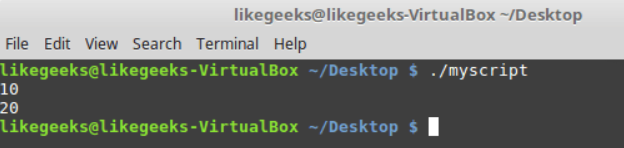 likegeeks@likegeeks-VirtualBox ~/Desktop
File Edit View Search Terminal Help
likegeeks@likegeeks-VirtualBox ~/Desktop $ ./myscript
10
20
likegeeks@likegeeks-VirtualBox ~/Desktop $